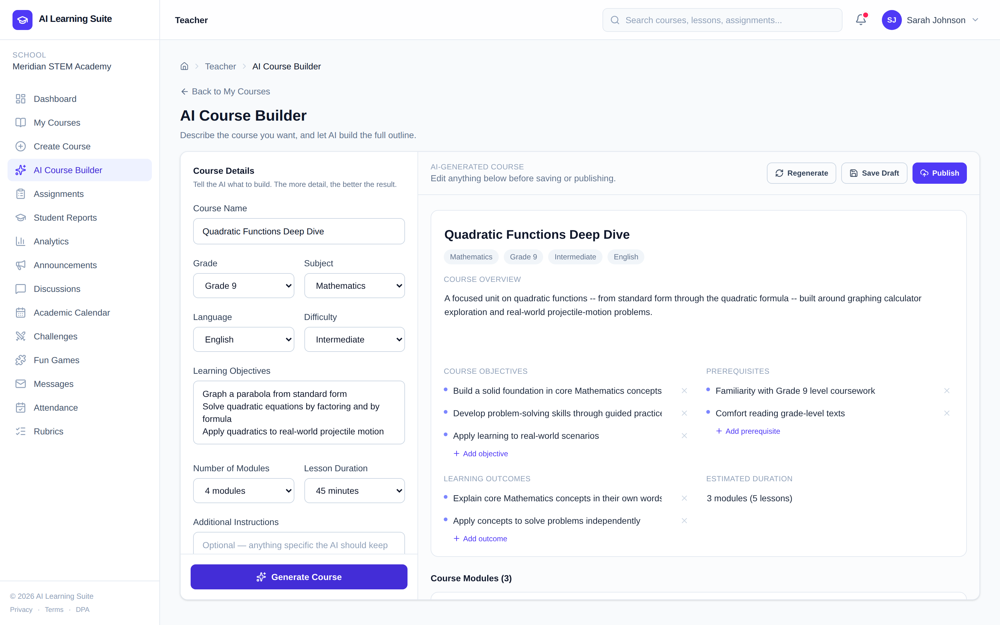 AI Learning Suite
SCHOOL
Meridian STEM Academy
Dashboard
My Courses
Create Course
AI Course Builder
Assignments
Student Reports
Analytics
Announcements
Discussions
Academic Calendar
Challenges
Fun Games
Messages
Attendance
Rubrics
© 2026 AI Learning Suite
Privacy · Terms · DPA
Teacher
Search courses, lessons, assignments...
SJ
Sarah Johnson
Teacher
AI Course Builder
Back to My Courses
AI Course Builder
Describe the course you want, and let AI build the full outline.
Course Details
Tell the AI what to build. The more detail, the better the result.
Course Name
Quadratic Functions Deep Dive
Grade
Subject
Grade 9
Mathematics
Language
Difficulty
English
Intermediate
Learning Objectives
Graph a parabola from standard form
Solve quadratic equations by factoring and by
formula
Apply quadratics to real-world projectile motion
Number of Modules
Lesson Duration
4 modules
45 minutes
Additional Instructions
Optional — anything specific the AI should keep
Generate Course
AI-GENERATED COURSE
Edit anything below before saving or publishing.
Regenerate
Save Draft
Publish
Quadratic Functions Deep Dive
Mathematics
Grade 9
Intermediate
English
COURSE OVERVIEW
A focused unit on quadratic functions -- from standard form through the quadratic formula -- built around graphing calculator
exploration and real-world projectile-motion problems.
COURSE OBJECTIVES
Build a solid foundation in core Mathematics concepts
Develop problem-solving skills through guided practice
Apply learning to real-world scenarios
+ Add objective
PREREQUISITES
Familiarity with Grade 9 level coursework
Comfort reading grade-level texts
+ Add prerequisite
LEARNING OUTCOMES
Explain core Mathematics concepts in their own words
Apply concepts to solve problems independently
+ Add outcome
ESTIMATED DURATION
3 modules (5 lessons)
Course Modules (3)